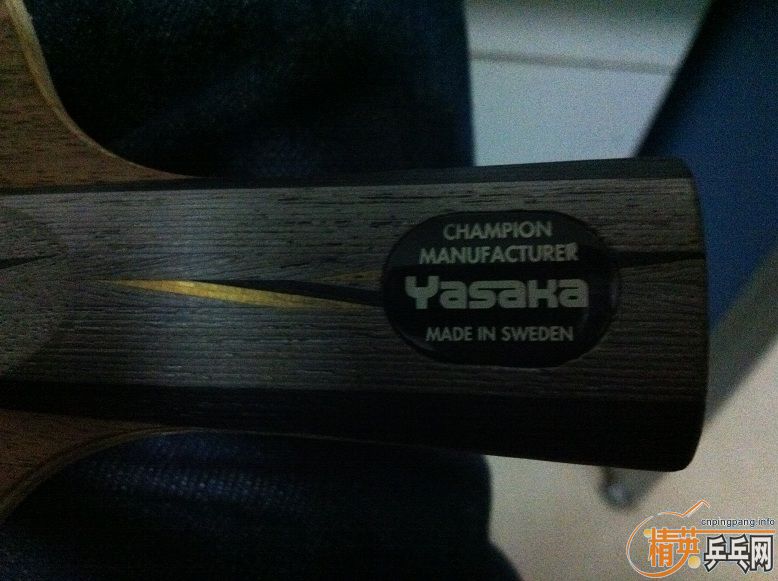 CHAMPION
MANUFACTURER
Yasaka
MADE IN SWEDEN
cnpingpang.info
精英乒乓网